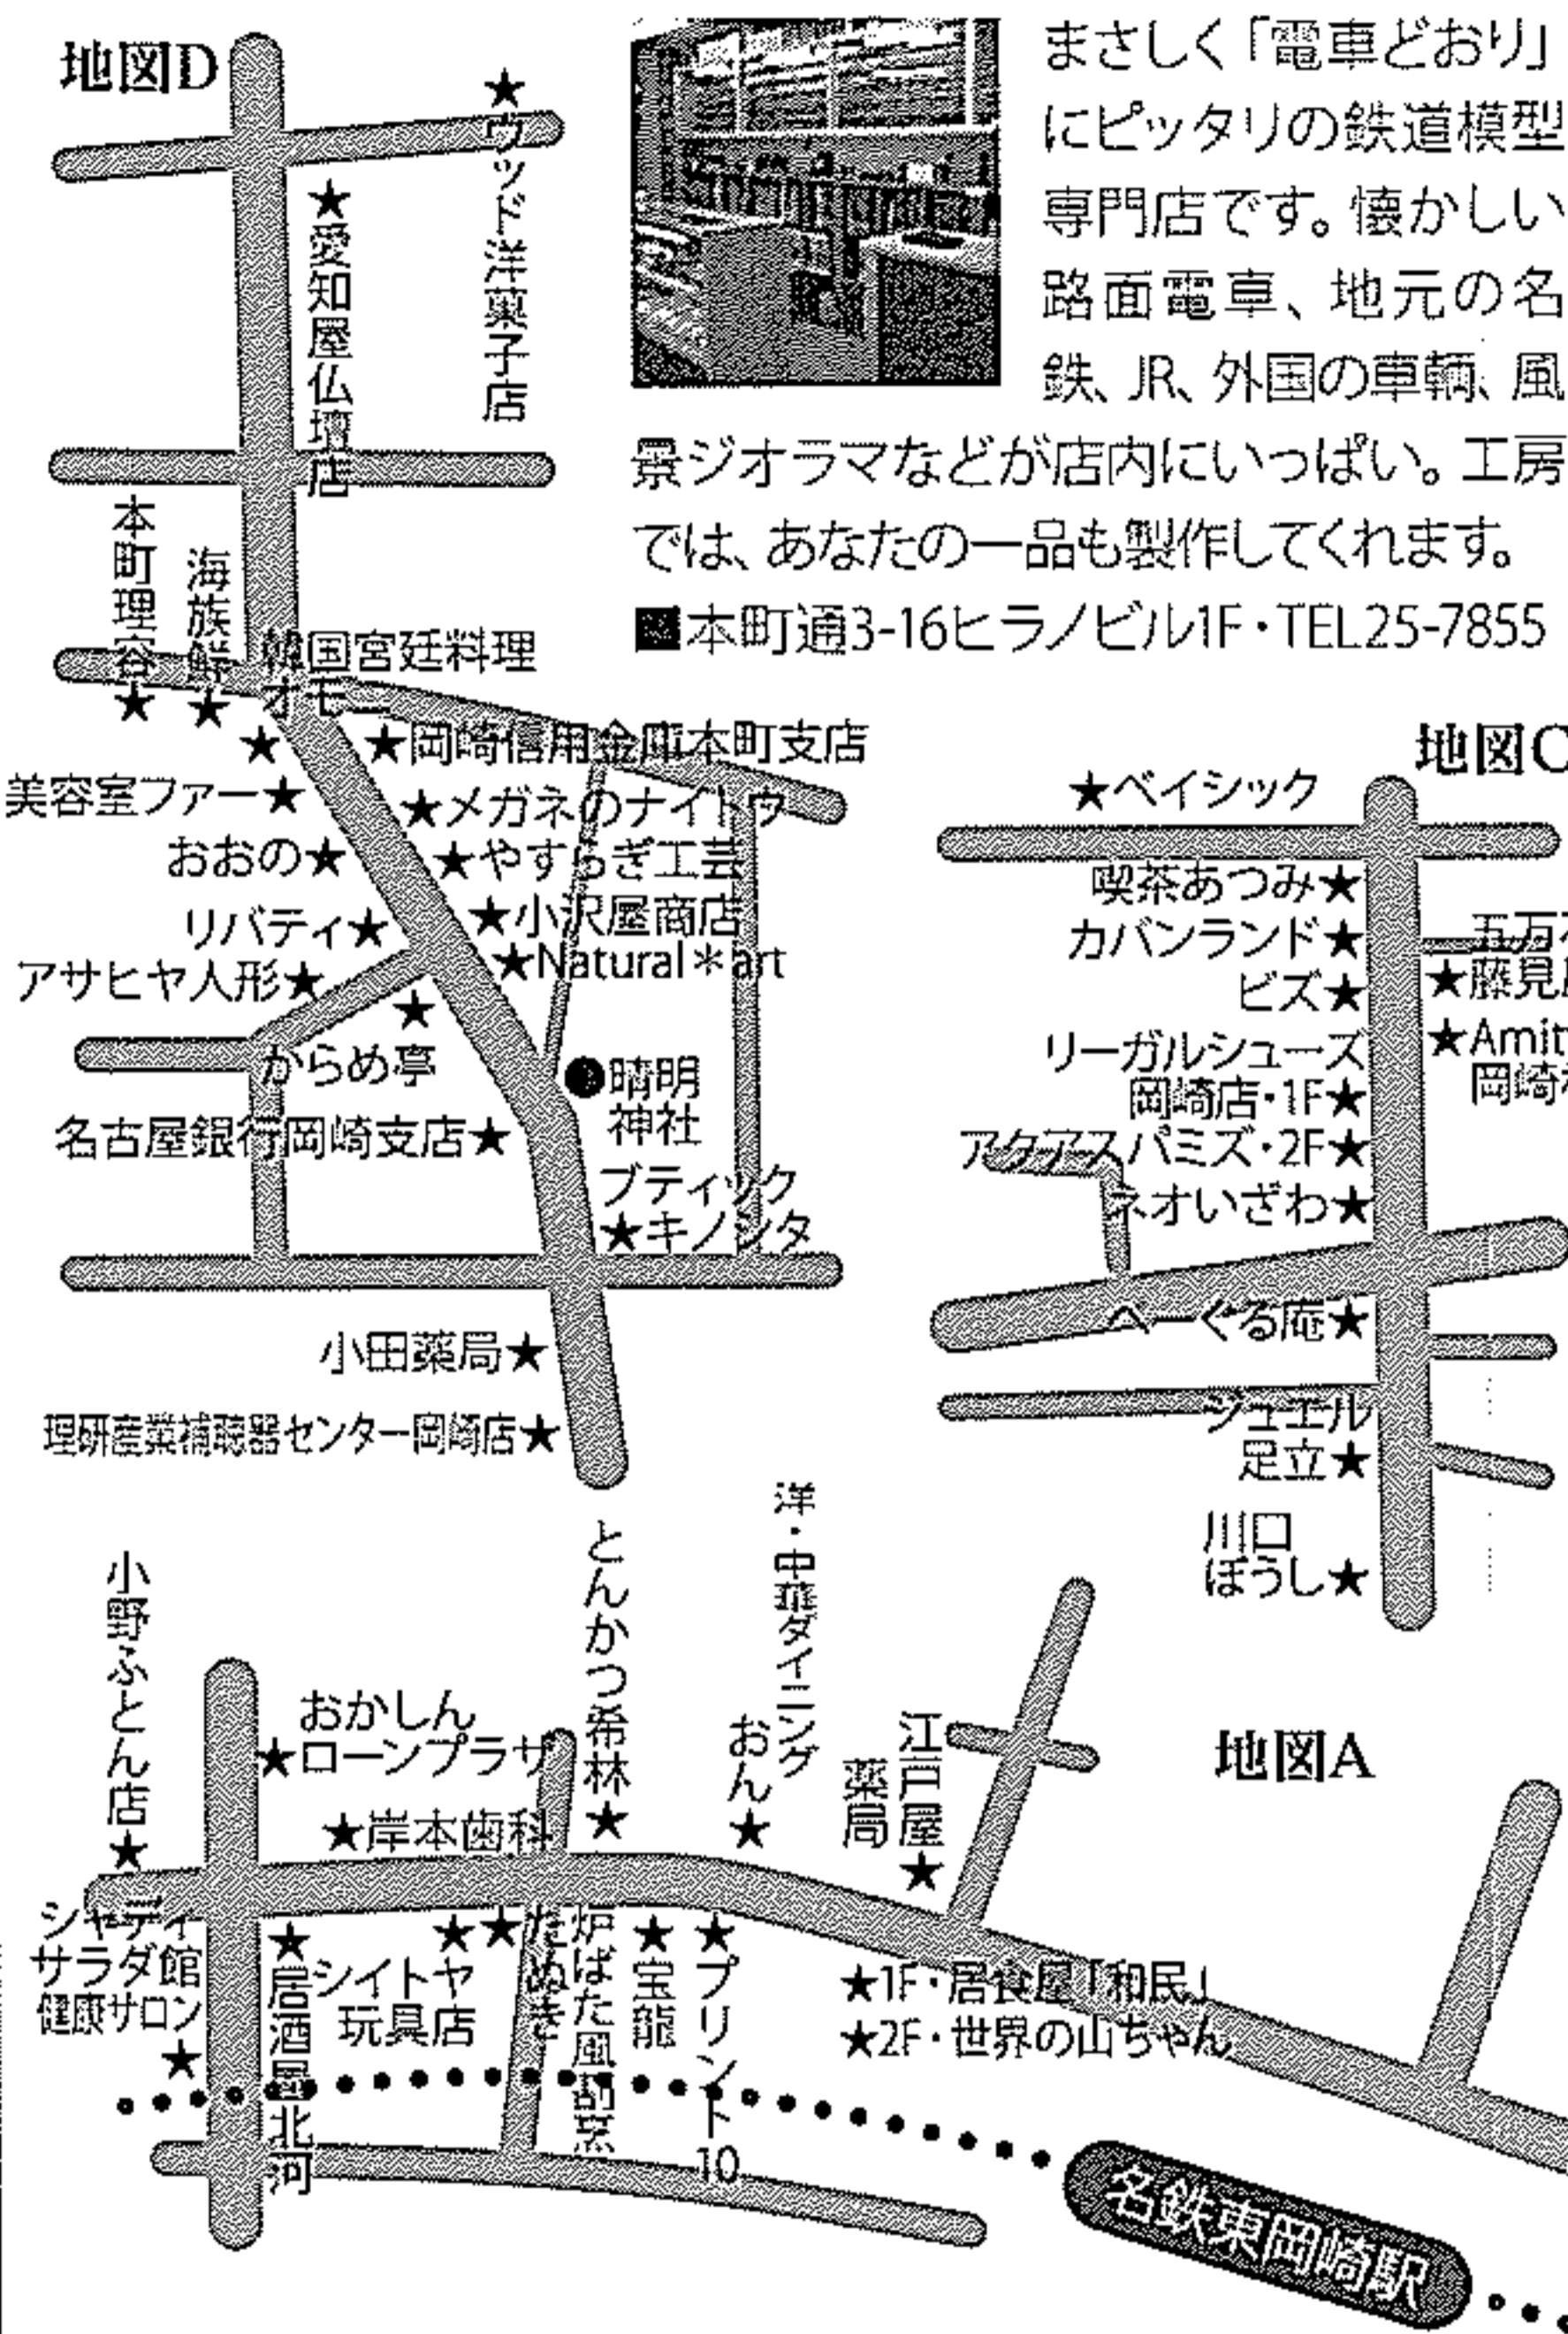 地図D
★ウッド洋菓子店
★愛知屋仏壇店
まさしく「電車どおり」
にピッタリの鉄道模型
専門店です。懐かしい
路面電車、地元の名
鉄、JR、外国の車輌、風
景ジオラマなどが店内にいっぱい。工房
では、あなたの一品も製作してくれます。
■本町通3-16ヒラノビル1F・TEL25-7855
本町理容★
海族鮮★
韓国宮廷料理
オモニ
★
★岡崎信用金庫本町支店
美容室ファー★
★メガネのナイトウ
おおの★
★やすらぎ工芸
リバティ★
★小沢屋商店
アサヒヤ人形★
★Natural＊art
★
からめ亭
●晴明
神社
名古屋銀行岡崎支店★
ブティック
★キノシタ
小田薬局★
理研産業補聴器センター岡崎店★
地図C
★ベイシック
喫茶あつみ★
カバンランド★
五万
ビズ★
★藤見
リーガルシューズ
岡崎店・1F★
★Amit
岡崎
アクアスパミズ・2F★
ネオいざわ★
へーぐる庵★
ジュエル
足立★
川口
ぼうし★
地図A
小野ふとん店★
おかしん
★ローンプラザ
★岸本歯科
とんかつ希林★
洋・中華ダイニング
おん★
江戸屋
薬局
★
シャディ
サラダ館
健康サロン
★
★居酒屋北河
★
シイトヤ
玩具店
★たぬき
炉ばた風
★宝龍
★プリント10
★1F・居食屋「和民」
★2F・世界の山ちゃん
名鉄東岡崎駅